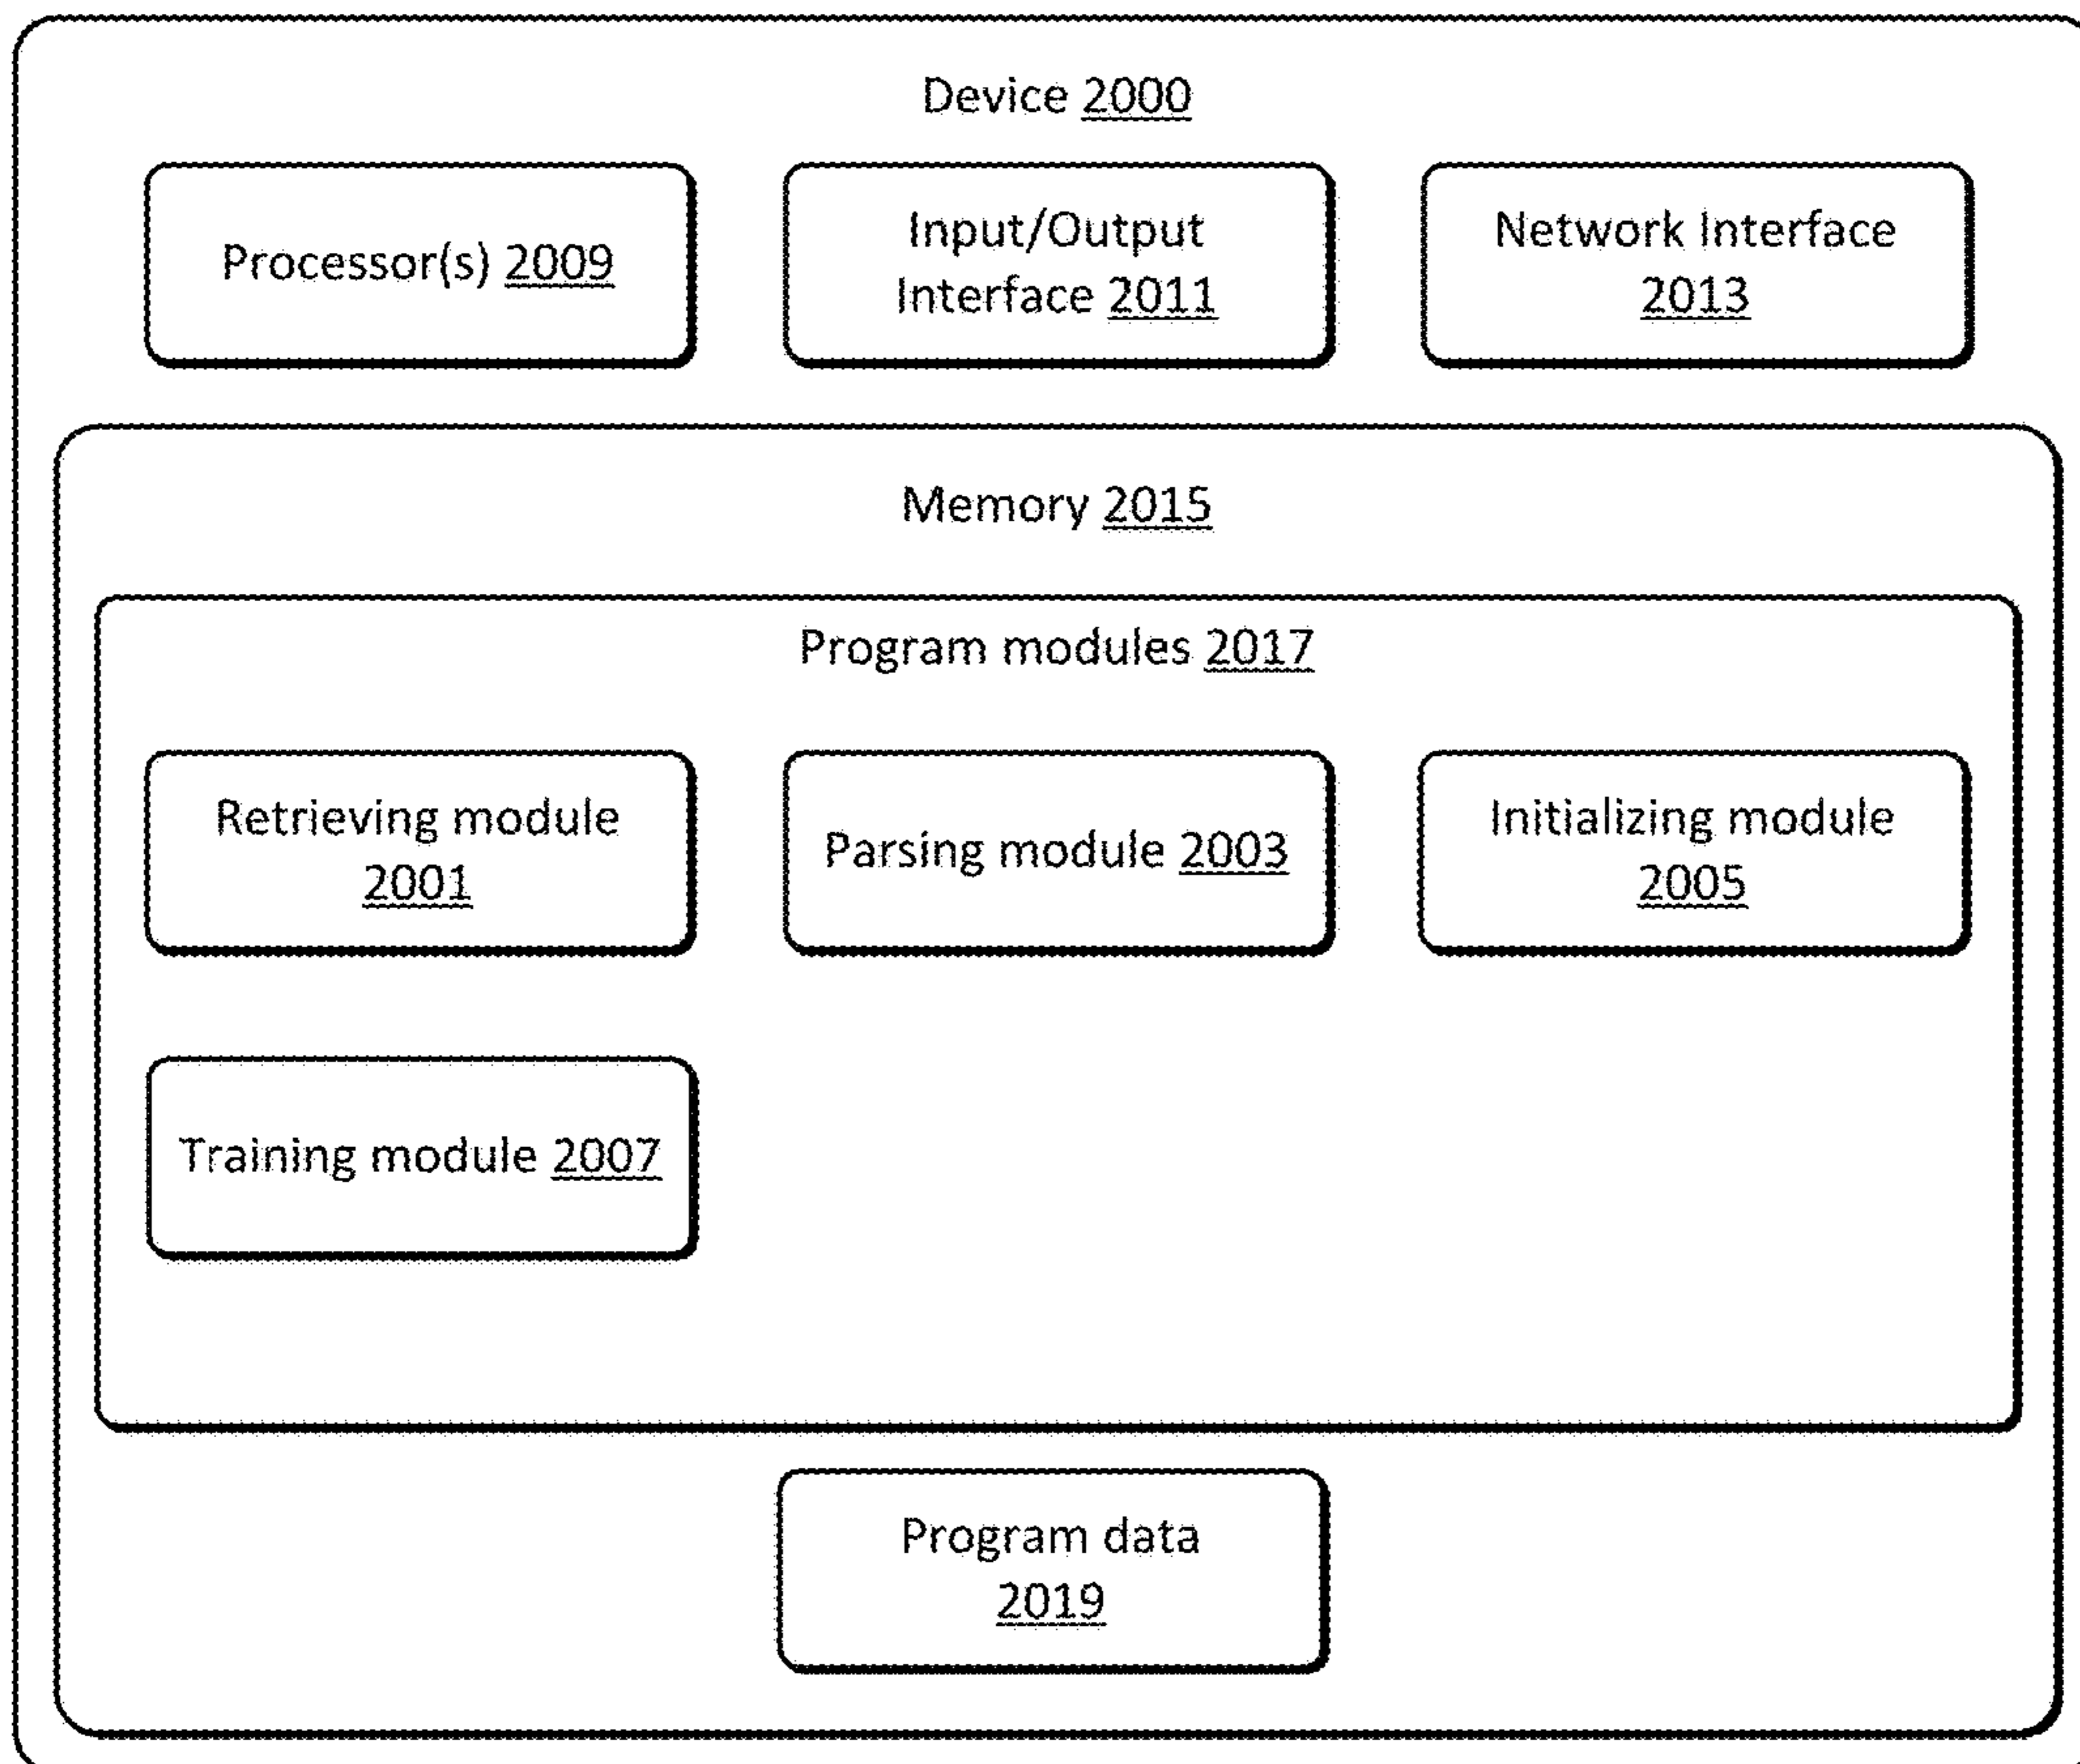 Device 2000
Processor(s) 2009
Input/Output
Interface 2011
Network Interface
2013
Memory 2015
Program modules 2017
Retrieving module
2001
Parsing module 2003
Initializing module
2005
Training module 2007
Program data
2019